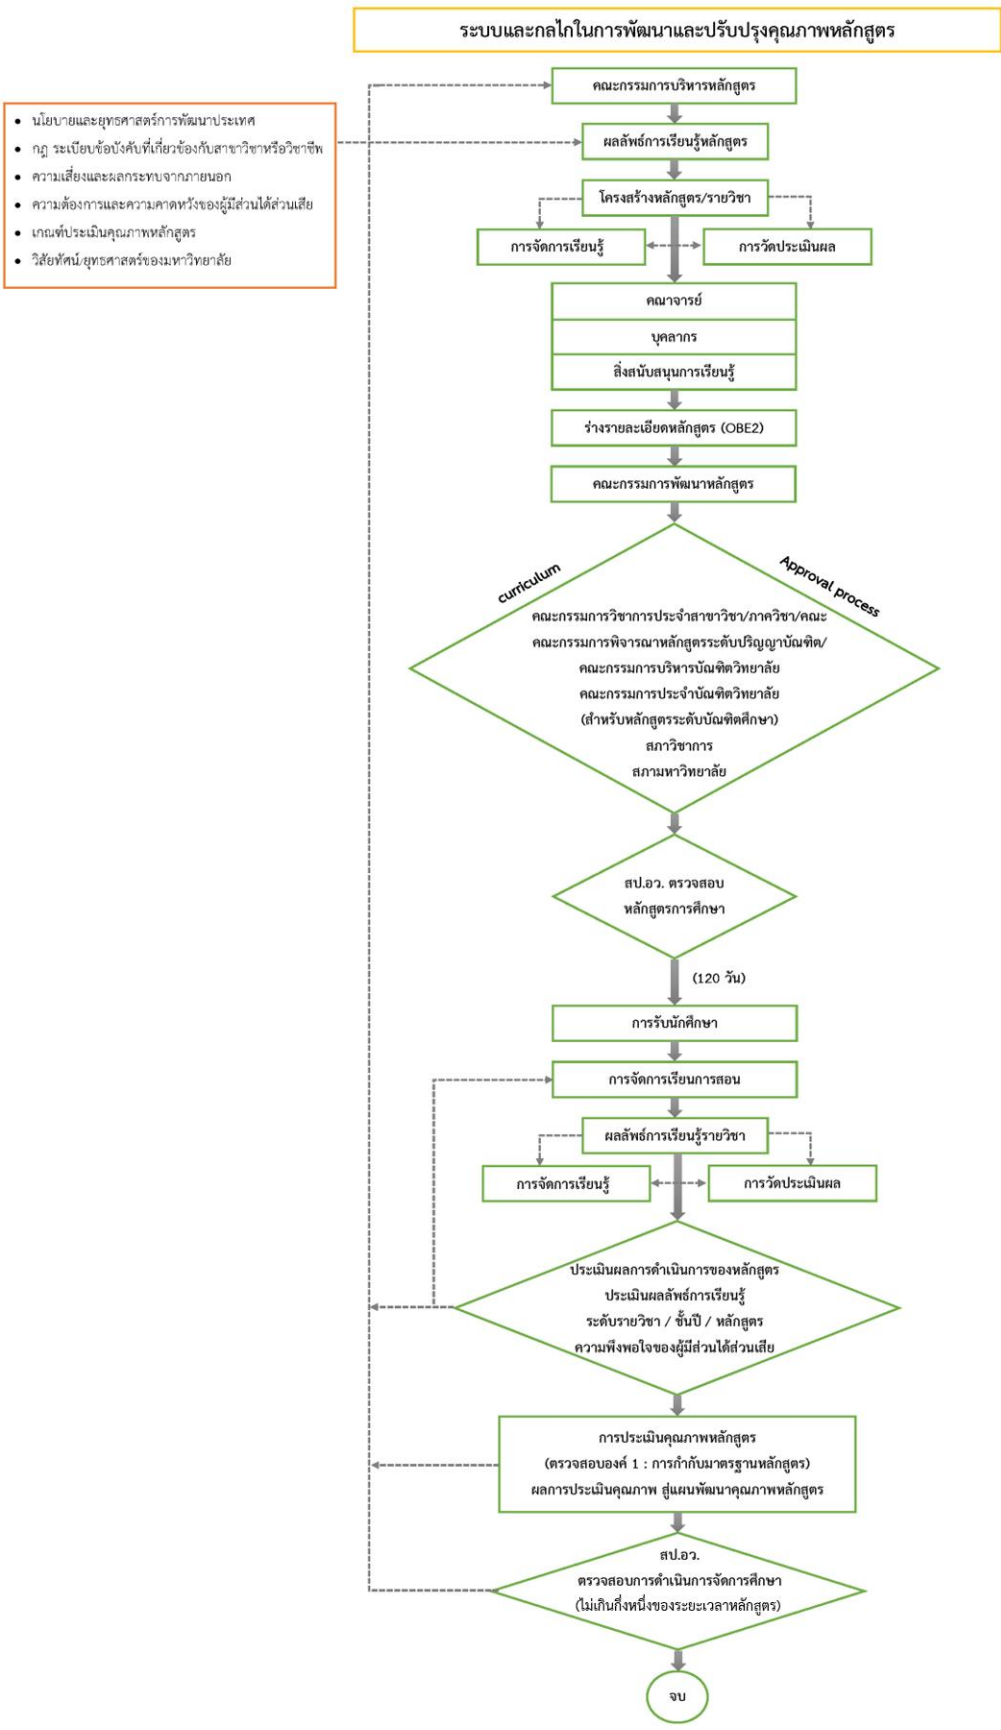 ระบบและกลไกในการพัฒนาและปรับปรุงคุณภาพหลักสูตร
คณะกรรมการบริหารหลักสูตร
• นโยบายและยุทธศาสตร์การพัฒนาประเทศ
• กฎ ระเบียบข้อบังคับที่เกี่ยวข้องกับสาขาวิชาหรือวิชาชีพ
• ความเสี่ยงและผลกระทบจากภายนอก
• ความต้องการและความคาดหวังของผู้มีส่วนได้ส่วนเสีย
• เกณฑ์ประเมินคุณภาพหลักสูตร
• วิสัยทัศน์/ยุทธศาสตร์ของมหาวิทยาลัย
ผลลัพธ์การเรียนรู้หลักสูตร
โครงสร้างหลักสูตร/รายวิชา
การจัดการเรียนรู้
การวัดประเมินผล
คณาจารย์
บุคลากร
สิ่งสนับสนุนการเรียนรู้
ร่างรายละเอียดหลักสูตร (OBE2)
คณะกรรมการพัฒนาหลักสูตร
curriculum
Approval process
คณะกรรมการวิชาการประจำสาขาวิชา/ภาควิชา/คณะ
คณะกรรมการพิจารณาหลักสูตรระดับปริญญาบัณฑิต/
คณะกรรมการบริหารบัณฑิตวิทยาลัย
คณะกรรมการประจำบัณฑิตวิทยาลัย
(สำหรับหลักสูตรระดับบัณฑิตศึกษา)
สภาวิชาการ
สภามหาวิทยาลัย
สป.อว. ตรวจสอบ
หลักสูตรการศึกษา
(120 วัน)
การรับนักศึกษา
การจัดการเรียนการสอน
ผลลัพธ์การเรียนรู้รายวิชา
การจัดการเรียนรู้
การวัดประเมินผล
ประเมินผลการดำเนินการของหลักสูตร
ประเมินผลลัพธ์การเรียนรู้
ระดับรายวิชา / ชั้นปี / หลักสูตร
ความพึงพอใจของผู้มีส่วนได้ส่วนเสีย
การประเมินคุณภาพหลักสูตร
(ตรวจสอบองค์ 1 : การกำกับมาตรฐานหลักสูตร)
ผลการประเมินคุณภาพ สู่แผนพัฒนาคุณภาพหลักสูตร
สป.อว.
ตรวจสอบการดำเนินการจัดการศึกษา
(ไม่เกินกึ่งหนึ่งของระยะเวลาหลักสูตร)
จบ